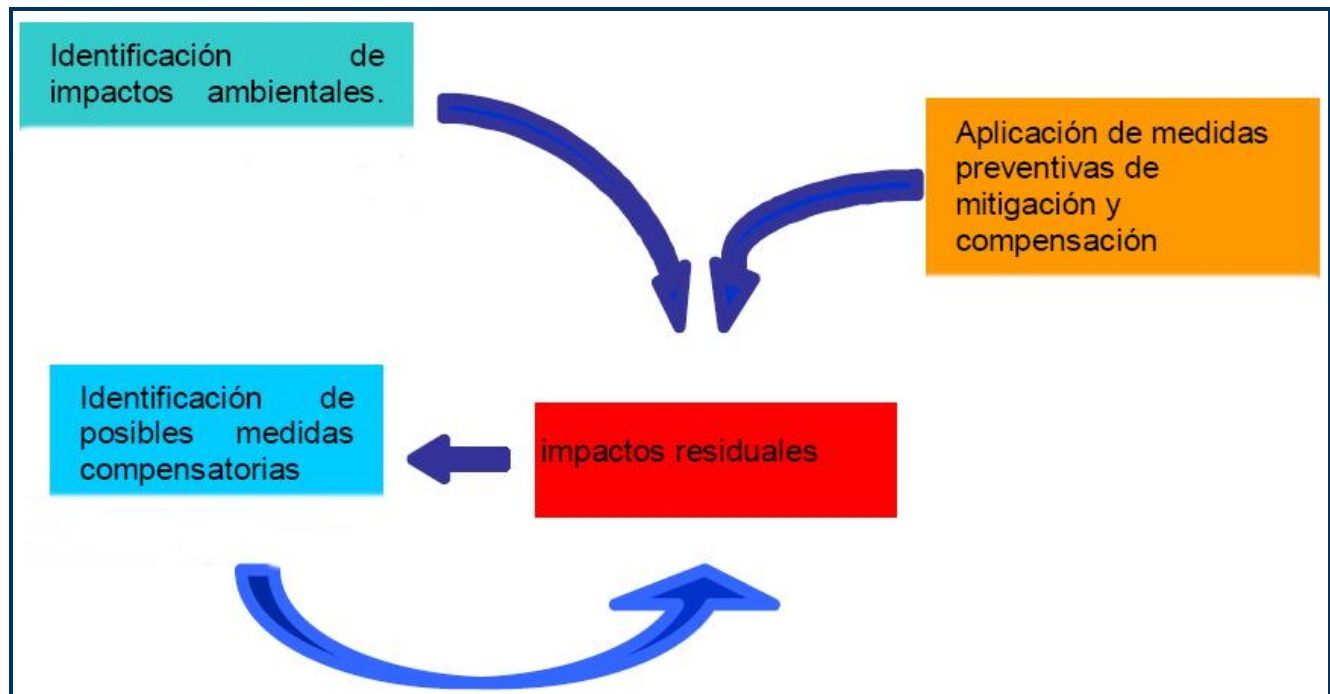 Identificación de
impactos ambientales.
Aplicación de medidas
preventivas de
mitigación y
compensación
Identificación de
posibles medidas
compensatorias
impactos residuales